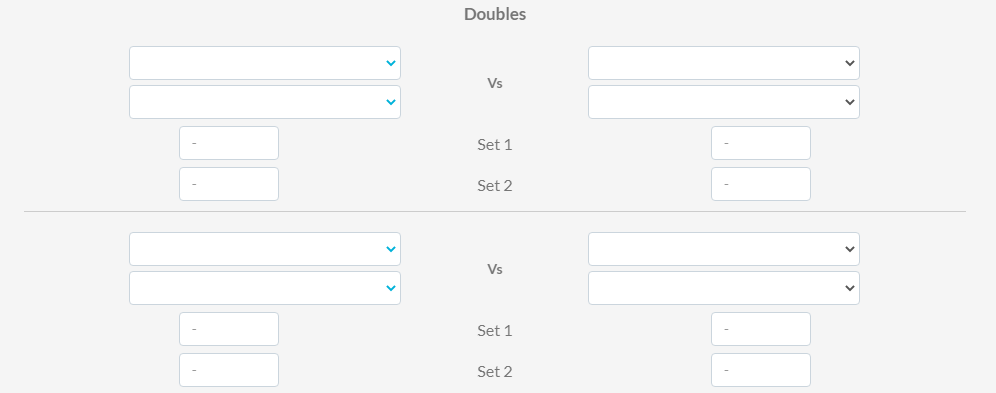 Doubles
Vs
- Set 1 -
- Set 2 -
Vs
- Set 1 -
- Set 2 -